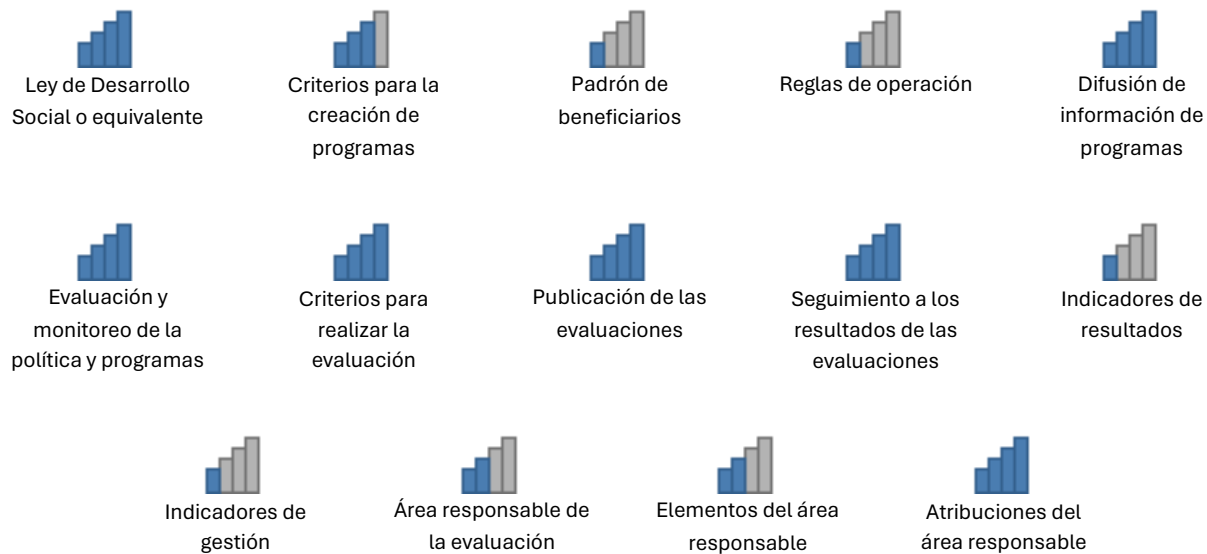 Ley de Desarrollo
Social o equivalente
Criterios para la
creación de
programas
Padrón de
beneficiarios
Reglas de operación
Difusión de
información de
programas
Evaluación y
monitoreo de la
política y programas
Criterios para
realizar la
evaluación
Publicación de las
evaluaciones
Seguimiento a los
resultados de las
evaluaciones
Indicadores de
resultados
Indicadores de
gestión
Área responsable de
la evaluación
Elementos del área
responsable
Atribuciones del
área responsable